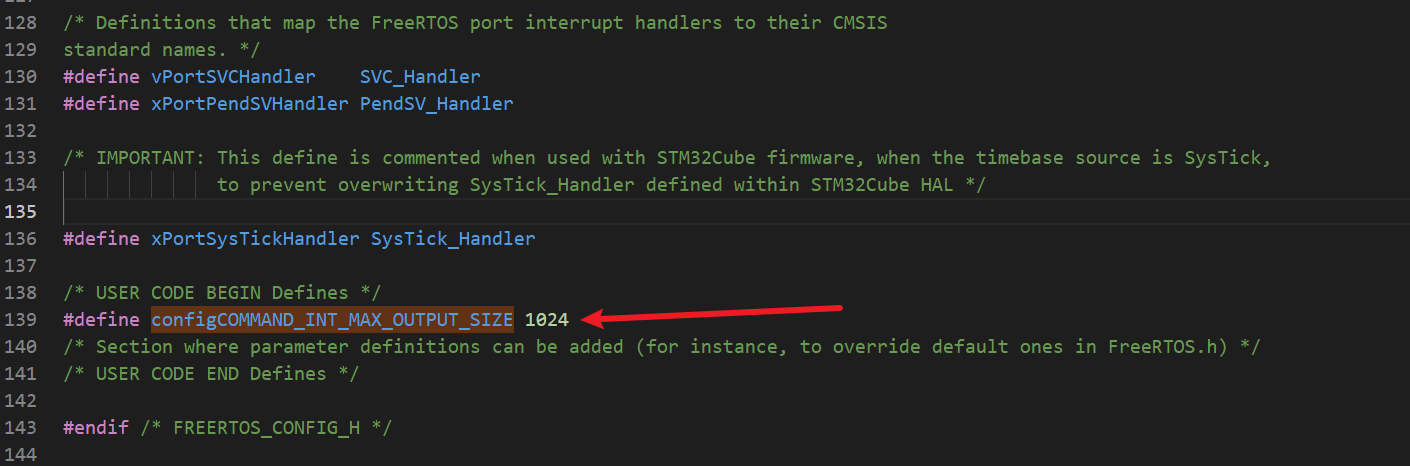 128 /* Definitions that map the FreeRTOS port interrupt handlers to their CMSIS
129 standard names. */
130 #define vPortSVCHandler    SVC_Handler
131 #define xPortPendSVHandler PendSV_Handler
132
133 /* IMPORTANT: This define is commented when used with STM32Cube firmware, when the timebase source is SysTick,
134               to prevent overwriting SysTick_Handler defined within STM32Cube HAL */
135
136 #define xPortSysTickHandler SysTick_Handler
137
138 /* USER CODE BEGIN Defines */
139 #define configCOMMAND_INT_MAX_OUTPUT_SIZE 1024
140 /* Section where parameter definitions can be added (for instance, to override default ones in FreeRTOS.h) */
141 /* USER CODE END Defines */
142
143 #endif /* FREERTOS_CONFIG_H */
144